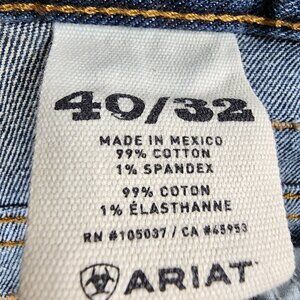 40/32
MADE IN MEXICO
99% COTTON
1% SPANDEX
99% COTON
1% ÉLASTHANNE
RN #105037 / CA #45953
ARIAT